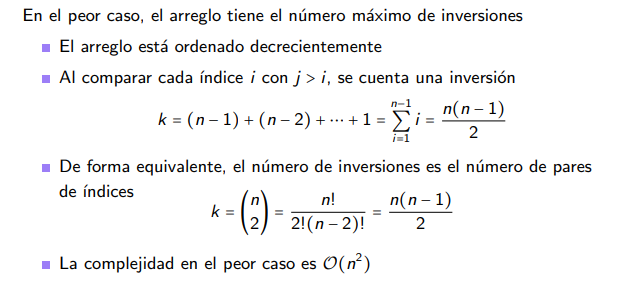 En el peor caso, el arreglo tiene el número máximo de inversiones
El arreglo está ordenado decrecientemente
Al comparar cada índice i con j > i, se cuenta una inversión
k = (n − 1) + (n − 2) + ⋯ + 1 = ∑_{i=1}^{n−1} i = n(n − 1) / 2
De forma equivalente, el número de inversiones es el número de pares
de índices
k = (n 2) = n! / 2!(n − 2)! = n(n − 1) / 2
La complejidad en el peor caso es 𝒪(n²)